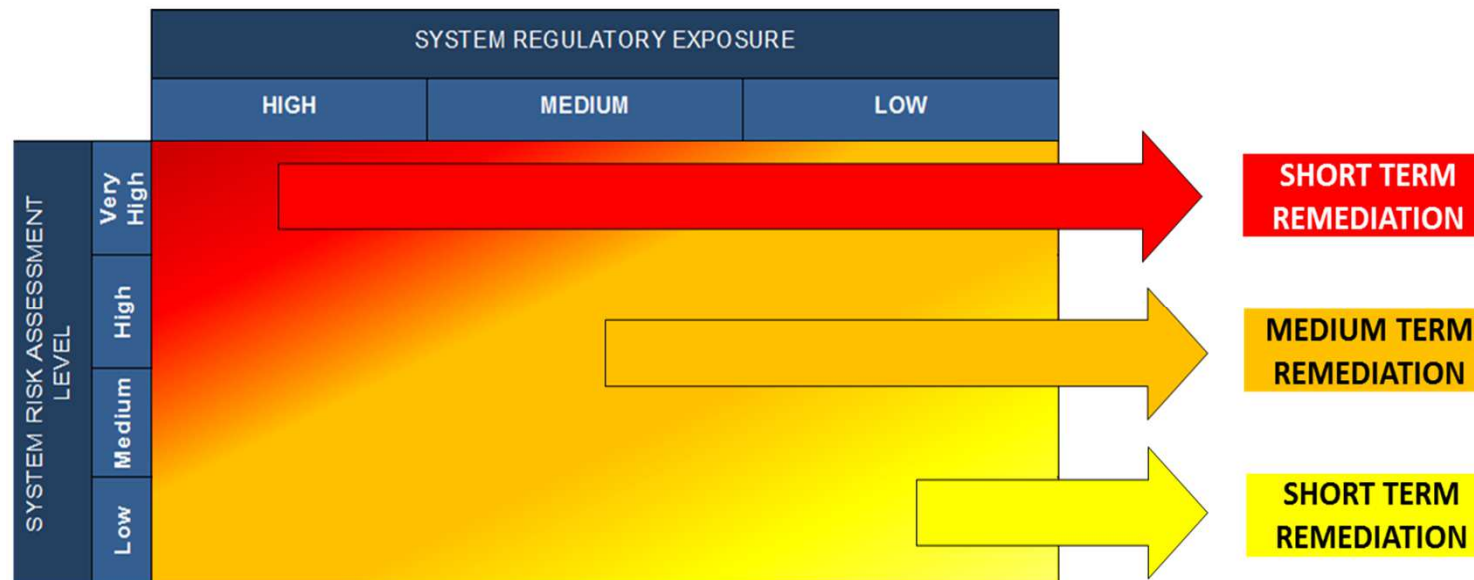 SYSTEM REGULATORY EXPOSURE
HIGH
MEDIUM
LOW
SYSTEM RISK ASSESSMENT
LEVEL
Very
High
High
Medium
Low
SHORT TERM
REMEDIATION
MEDIUM TERM
REMEDIATION
SHORT TERM
REMEDIATION